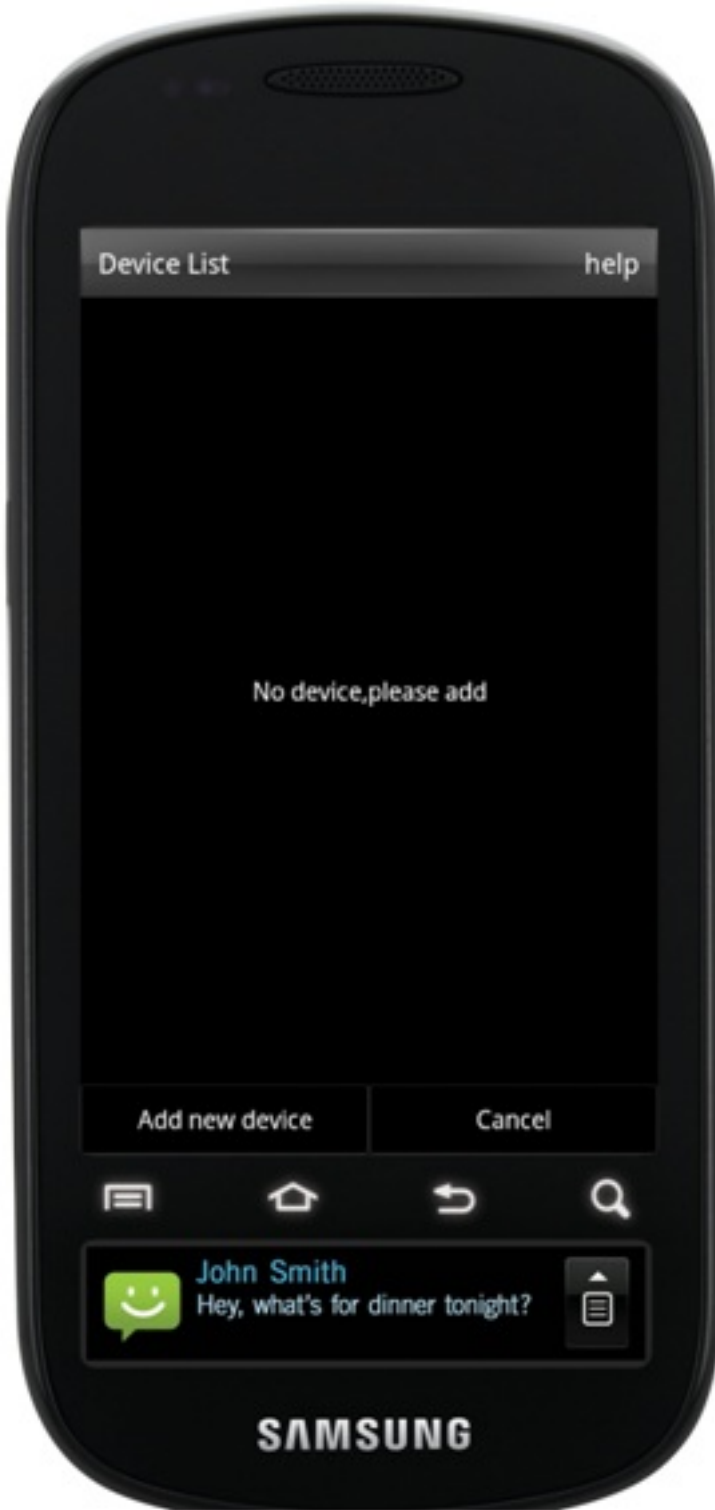 Device List help
No device,please add
Add new device Cancel
John Smith
Hey, what's for dinner tonight?
SAMSUNG